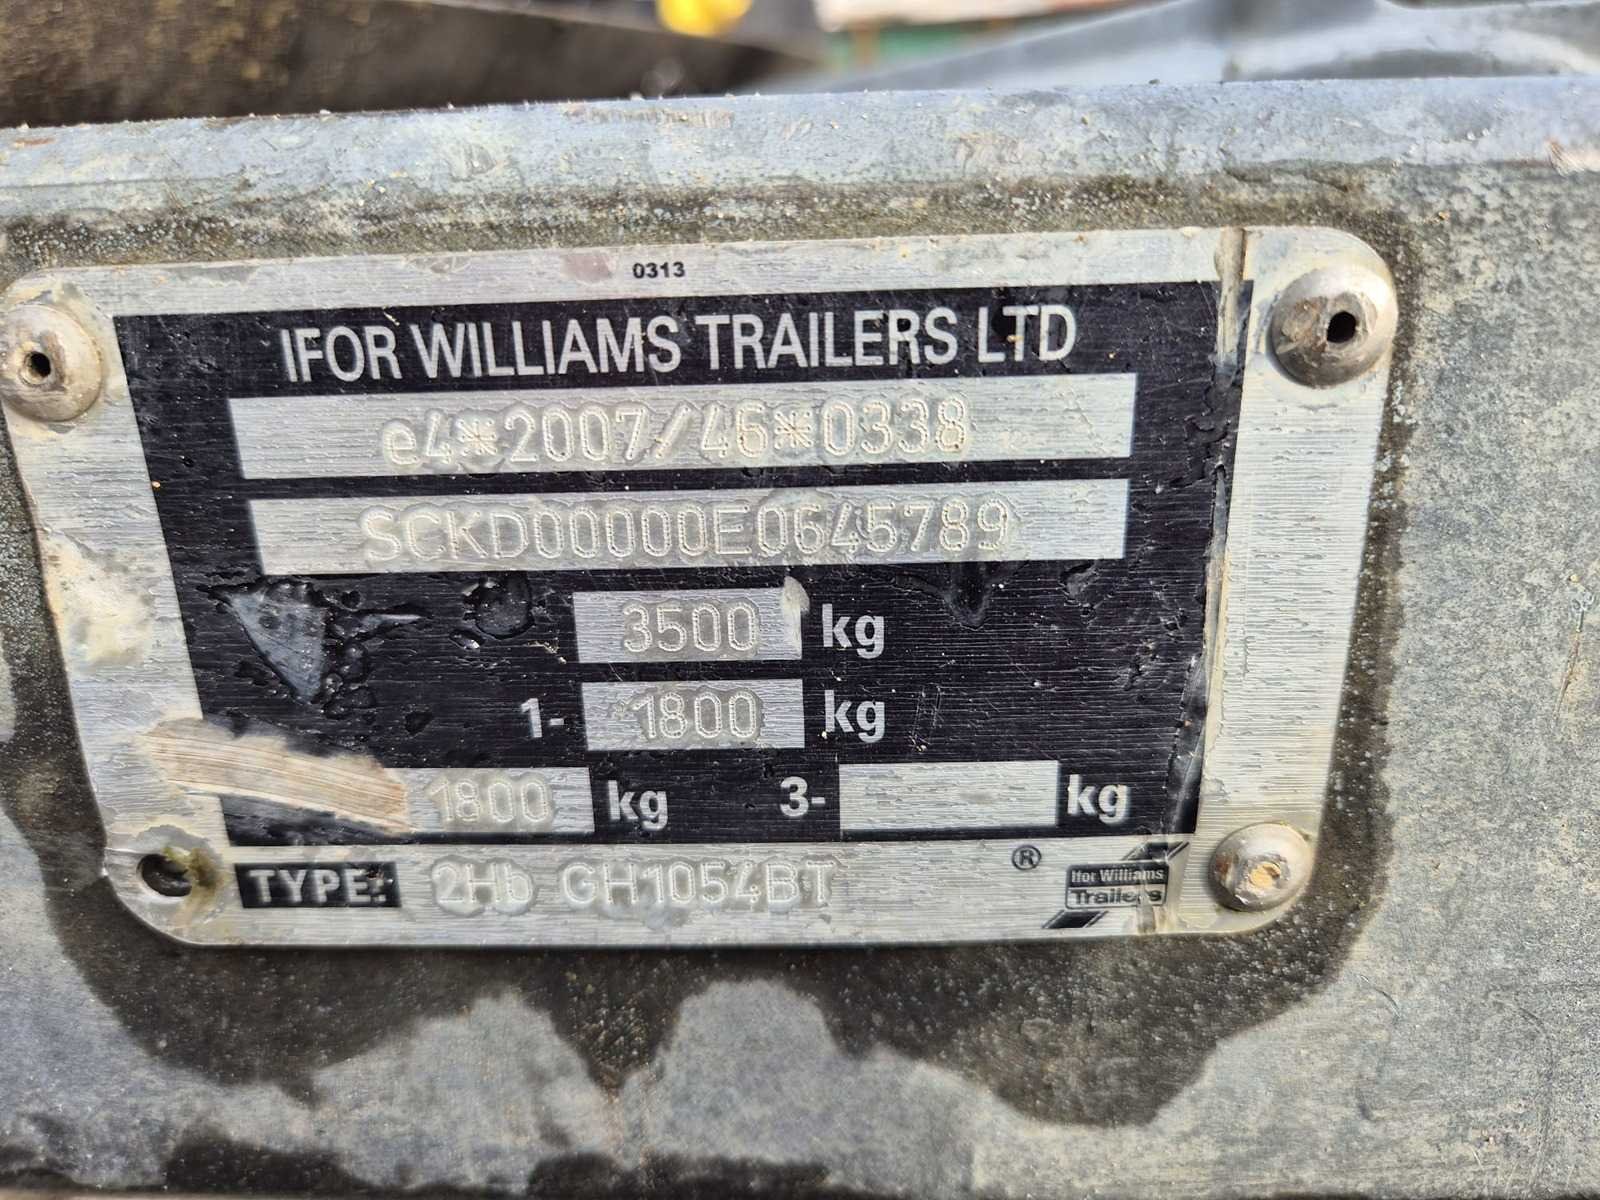 0313
IFOR WILLIAMS TRAILERS LTD
e4*2007/46*0338
SCKD00000E0645789
3500 kg
1- *1800 kg
1800 kg 3- kg
TYPE: 2Hb GH1054BT ®
Ifor Williams
Trailers